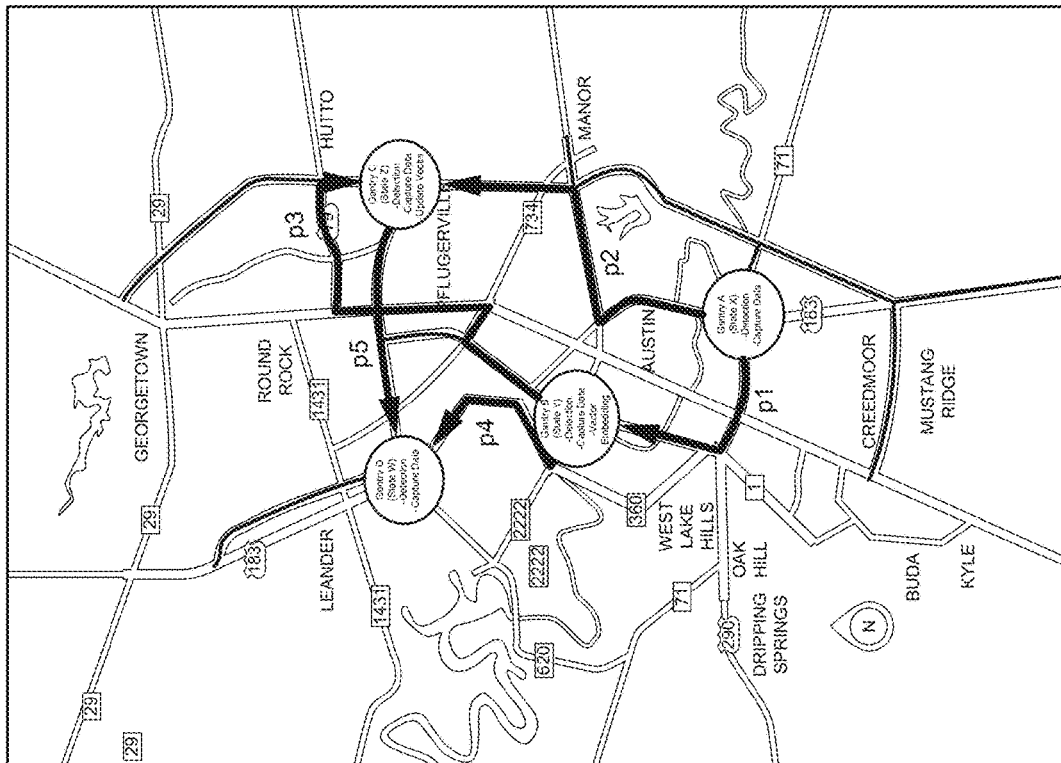 29
29
GEORGETOWN
29
29
183
ROUND
ROCK
1431
LEANDER
p3
HUTTO
79
p5
1431
Gantry D
(State W)
-Detection
-Capture Data
Gantry C
(State Z)
-Detection
-Capture Data
FLUGERVILL
p4
2222
734
2222
620
Gantry B
(State Y)
-Detection
-Capture Data
-Vector
Embedding
MANOR
p2
360
AUSTIN
WEST
LAKE
HILLS
71
Gantry A
(State X)
-Detection
-Capture Data
p1
290
OAK
HILL
1
71
DRIPPING
SPRINGS
183
N
CREEDMOOR
BUDA
MUSTANG
RIDGE
KYLE